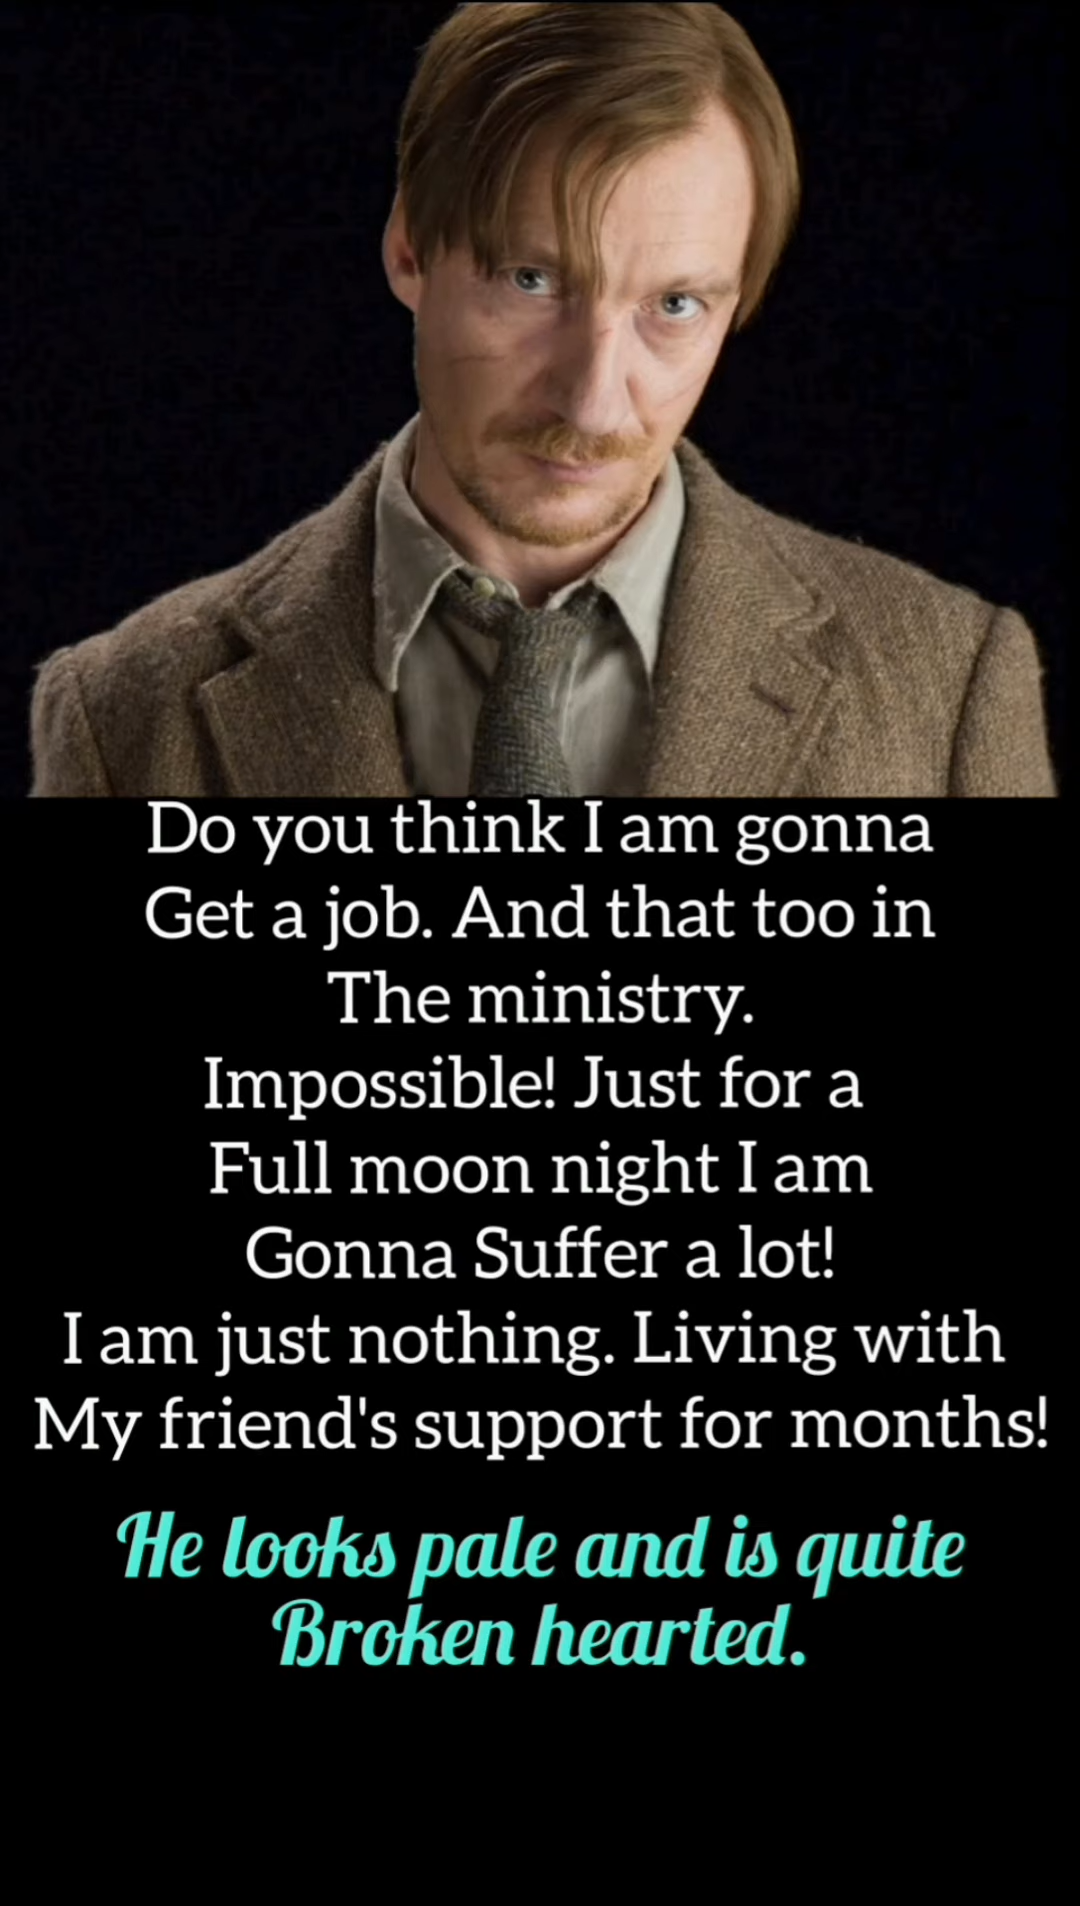 Do you think I am gonna
Get a job. And that too in
The ministry.
Impossible! Just for a
Full moon night I am
Gonna Suffer a lot!
I am just nothing. Living with
My friend's support for months!
He looks pale and is quite
Broken hearted.